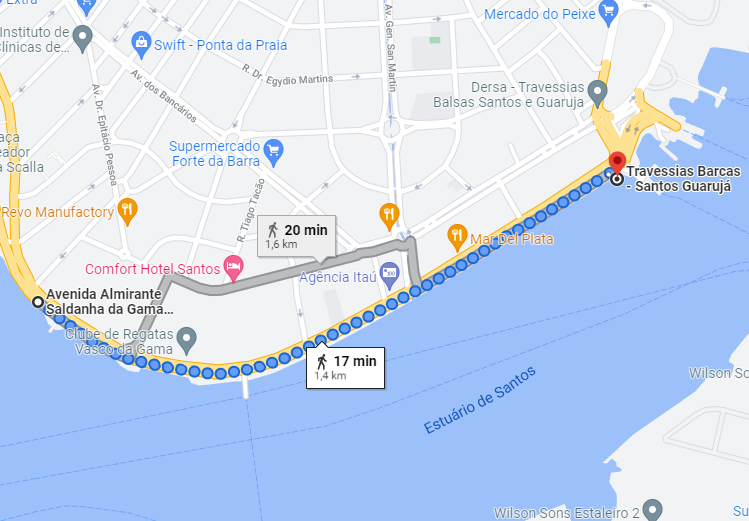 Extra
Mercado do Peixe
Instituto de
Clínicas de...
Swift - Ponta da Praia
R. Dr. Egydio Martins
Av. Gen. San Martin
Av. dos Bancários
Dersa - Travessias
Balsas Santos e Guaruja
Av. Dr. Epitácio Pessoa
Supermercado
Forte da Barra
Travessias Barcas
- Santos Guarujá
a Scalla
R. Tiago Tacão
Revo Manufactory
20 min
1,6 km
Mar Del Plata
Comfort Hotel Santos
Agência Itaú
Avenida Almirante
Saldanha da Gama...
Clube de Regatas
Vasco da Gama
17 min
1,4 km
Wilson So
Estuário de Santos
Wilson Sons Estaleiro 2
Su